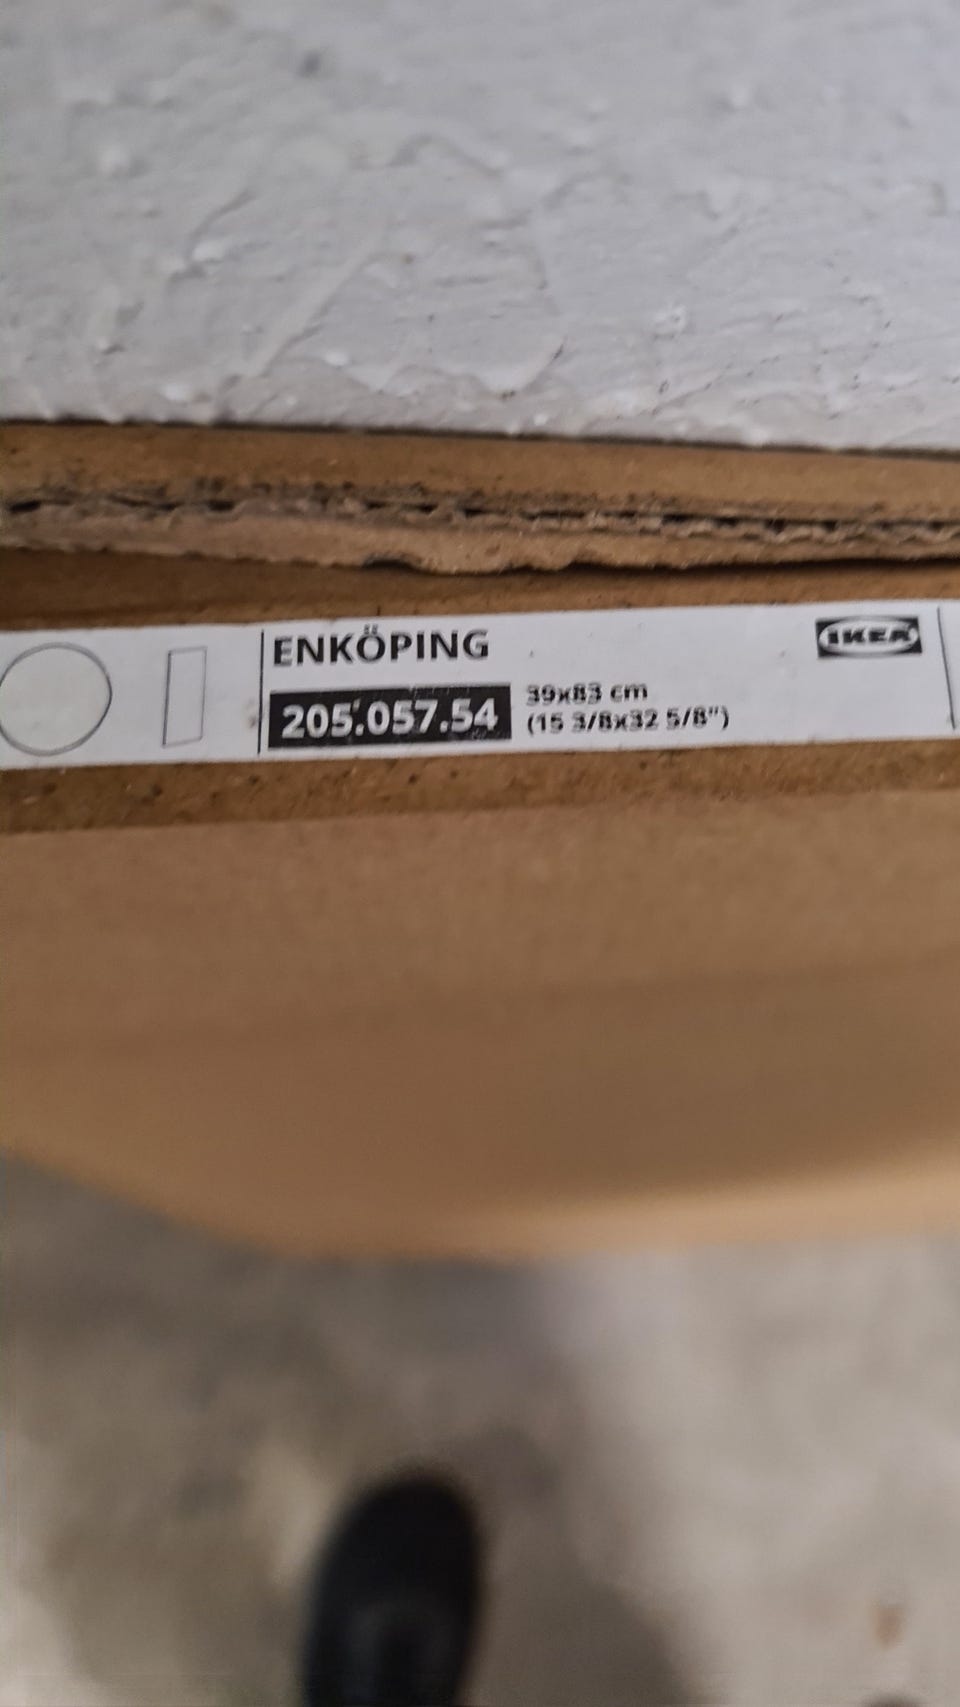 ENKÖPING
IKEA
205.057.54
39x83 cm
(15 3/8x32 5/8")